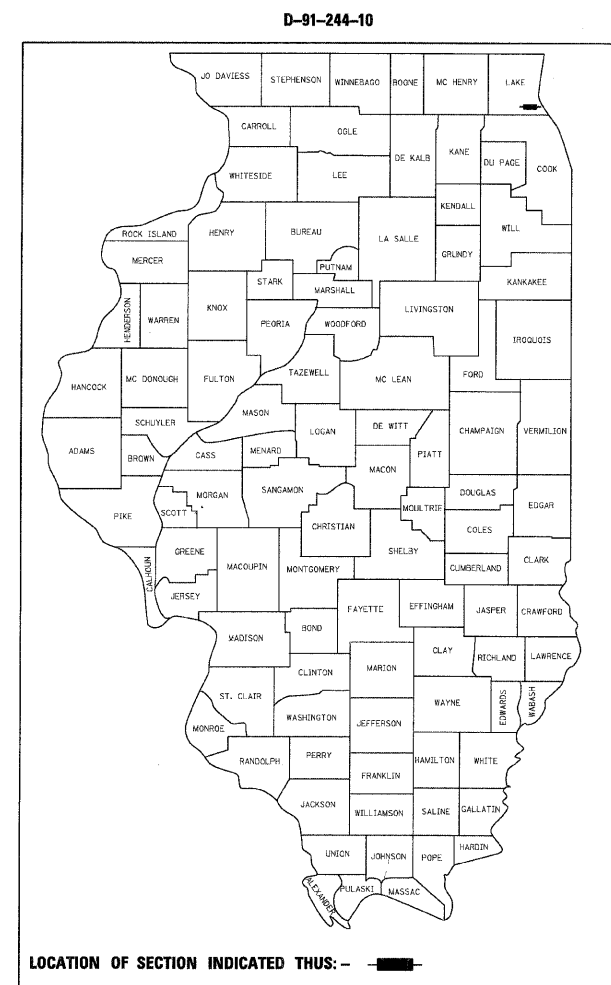 D-91-244-10
JO DAVIESS
STEPHENSON
WINNEBAGO
BOONE
MC HENRY
LAKE
CARROLL
OGLE
DE KALB
KANE
DU PAGE
COOK
WHITESIDE
LEE
KENDALL
WILL
ROCK ISLAND
HENRY
BUREAU
LA SALLE
GRUNDY
MERCER
PUTNAM
STARK
MARSHALL
KANKAKEE
HENDERSON
WARREN
KNOX
PEORIA
WOODFORD
LIVINGSTON
IROQUOIS
HANCOCK
MC DONOUGH
FULTON
TAZEWELL
MC LEAN
FORD
MASON
SCHUYLER
LOGAN
DE WITT
CHAMPAIGN
VERMILION
ADAMS
BROWN
CASS
MENARD
PIATT
MACON
SANGAMON
MORGAN
DOUGLAS
EDGAR
PIKE
SCOTT
CHRISTIAN
MOULTRIE
COLES
GREENE
SHELBY
CALHOUN
MACOUPIN
MONTGOMERY
CUMBERLAND
CLARK
JERSEY
FAYETTE
EFFINGHAM
JASPER
CRAWFORD
MADISON
BOND
CLAY
RICHLAND
LAWRENCE
CLINTON
MARION
ST. CLAIR
WAYNE
EDWARDS
WABASH
WASHINGTON
JEFFERSON
MONROE
RANDOLPH
PERRY
HAMILTON
WHITE
FRANKLIN
JACKSON
WILLIAMSON
SALINE
GALLATIN
UNION
JOHNSON
POPE
HARDIN
ALEXANDER
PULASKI
MASSAC
LOCATION OF SECTION INDICATED THUS: -